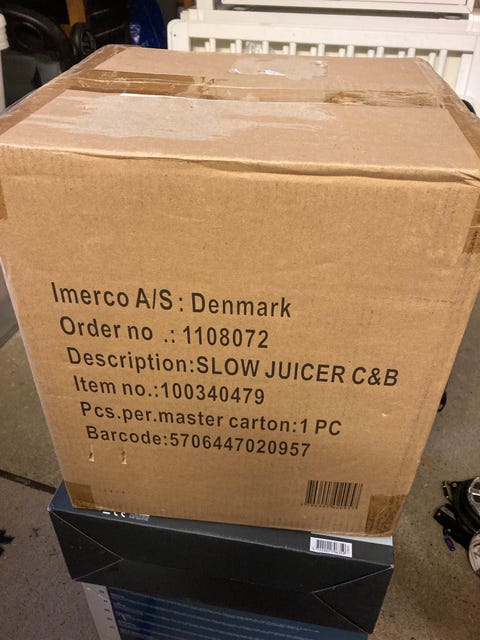 Imerco A/S : Denmark
Order no .: 1108072
Description:SLOW JUICER C&B
Item no.:100340479
Pcs.per.master carton:1 PC
Barcode:5706447020957